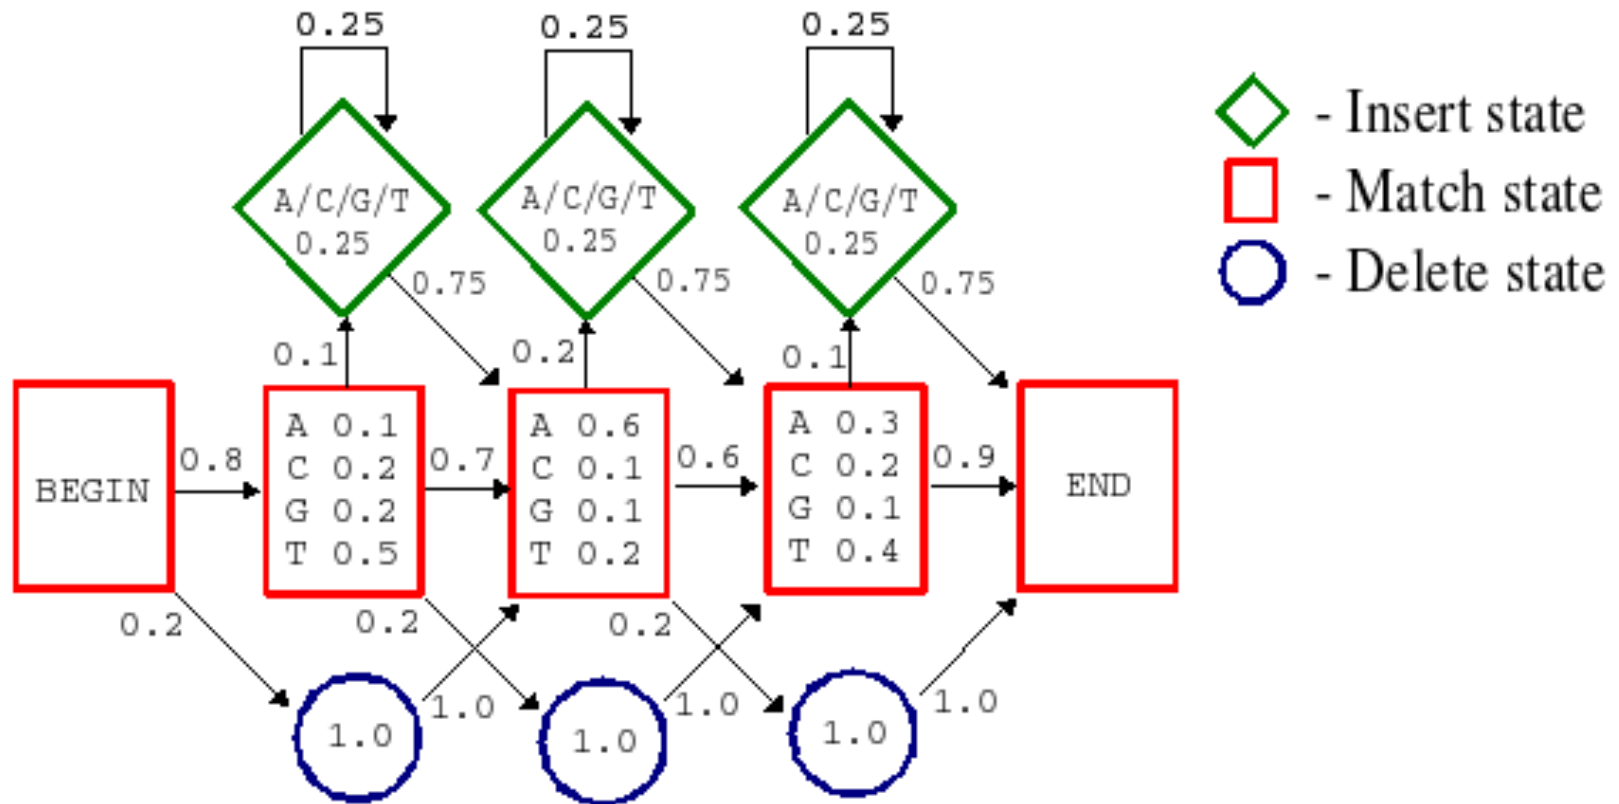 0.25 0.25 0.25
A/C/G/T A/C/G/T A/C/G/T
0.25 0.25 0.25
- Insert state
- Match state
- Delete state
0.75 0.75 0.75
0.1 0.2 0.1
BEGIN
0.8
A 0.1
C 0.2
G 0.2
T 0.5
0.7
A 0.6
C 0.1
G 0.1
T 0.2
0.6
A 0.3
C 0.2
G 0.1
T 0.4
0.9
END
0.2 0.2 0.2
1.0 1.0 1.0
1.0 1.0 1.0